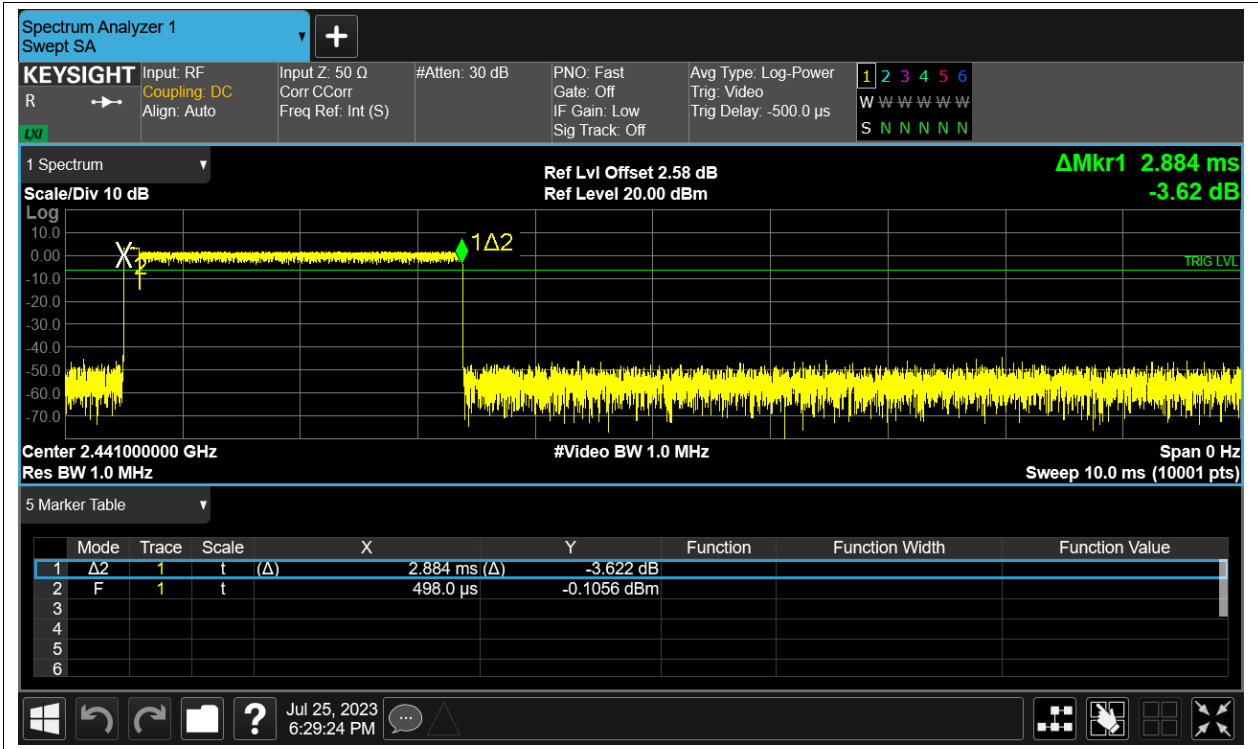 Spectrum Analyzer 1
Swept SA
KEYSIGHT
R
LXI
Input: RF
Coupling: DC
Align: Auto
Input Z: 50 Ω
Corr CCorr
Freq Ref: Int (S)
#Atten: 30 dB
PNO: Fast
Gate: Off
IF Gain: Low
Sig Track: Off
Avg Type: Log-Power
Trig: Video
Trig Delay: -500.0 µs
1 2 3 4 5 6
W W W W W W
S N N N N N
1 Spectrum
Scale/Div 10 dB
Ref Lvl Offset 2.58 dB
Ref Level 20.00 dBm
ΔMkr1 2.884 ms
-3.62 dB
Log
10.0
0.00
-10.0
-20.0
-30.0
-40.0
-50.0
-60.0
-70.0
X
2
1Δ2
TRIG LVL
Center 2.441000000 GHz
#Video BW 1.0 MHz
Span 0 Hz
Res BW 1.0 MHz
Sweep 10.0 ms (10001 pts)
5 Marker Table
Mode Trace Scale X Y Function Function Width Function Value
1 Δ2 1 t (Δ) 2.884 ms (Δ) -3.622 dB
2 F 1 t 498.0 µs -0.1056 dBm
3
4
5
6
?
Jul 25, 2023
6:29:24 PM